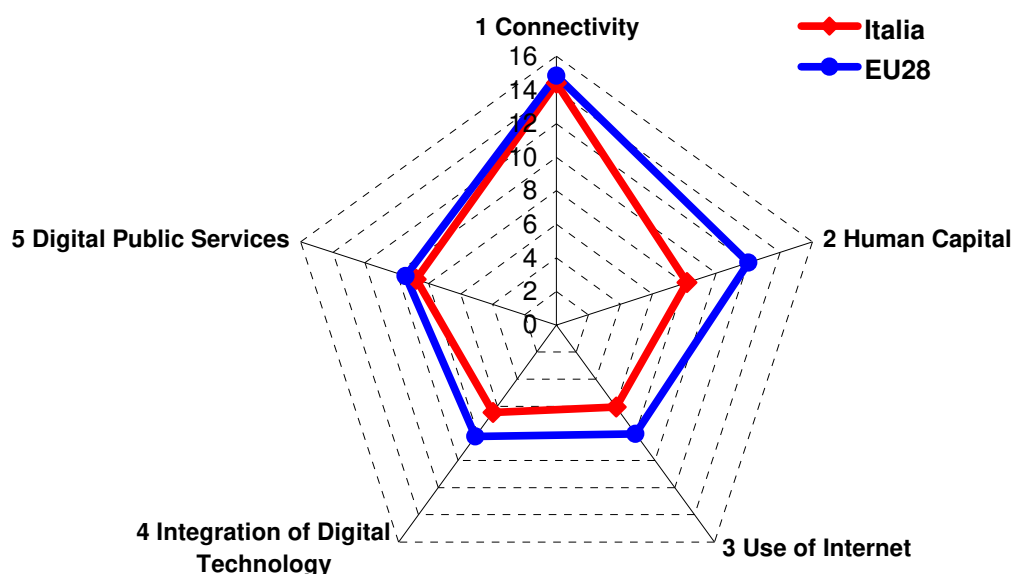 1 Connectivity
Italia
EU28
16
14
12
10
8
6
4
2
0
5 Digital Public Services
2 Human Capital
4 Integration of Digital
Technology
3 Use of Internet